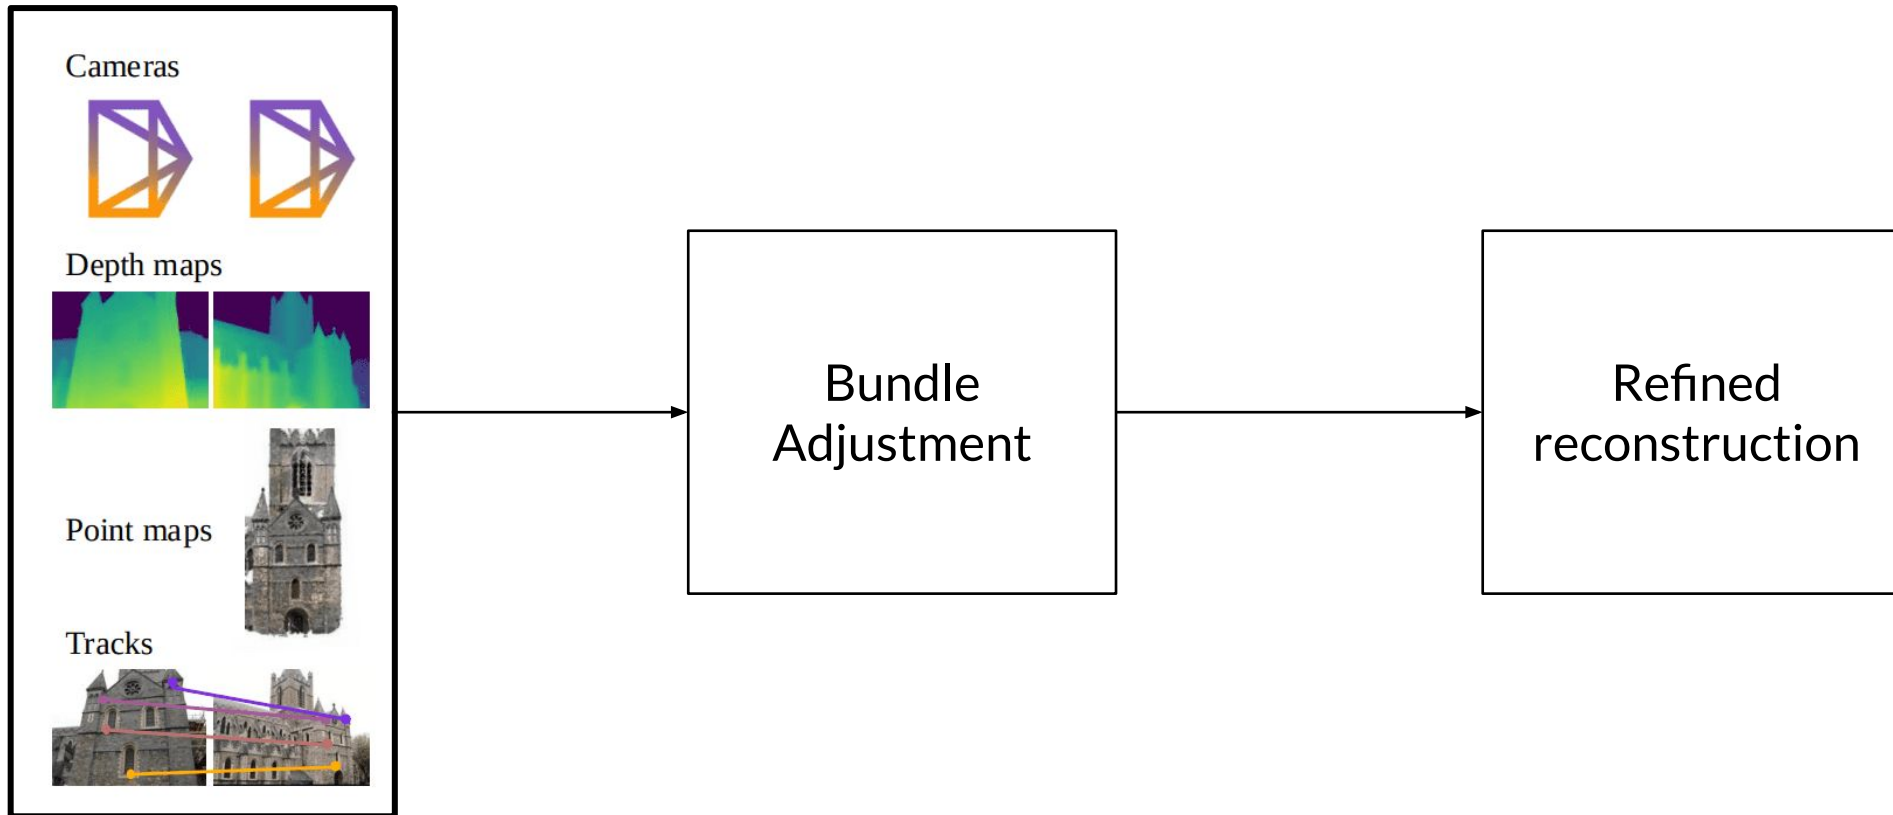 Cameras
Depth maps
Point maps
Tracks
Bundle
Adjustment
Refined
reconstruction